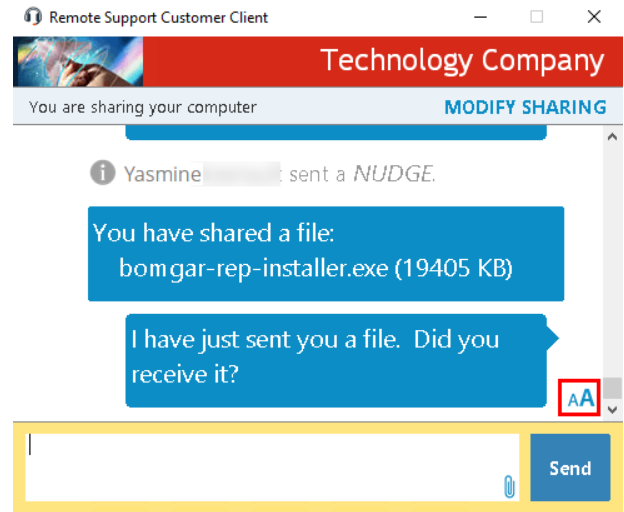 Remote Support Customer Client
Technology Company
You are sharing your computer MODIFY SHARING
Yasmine sent a NUDGE.
You have shared a file:
bomgar-rep-installer.exe (19405 KB)
I have just sent you a file. Did you
receive it?
AA
Send